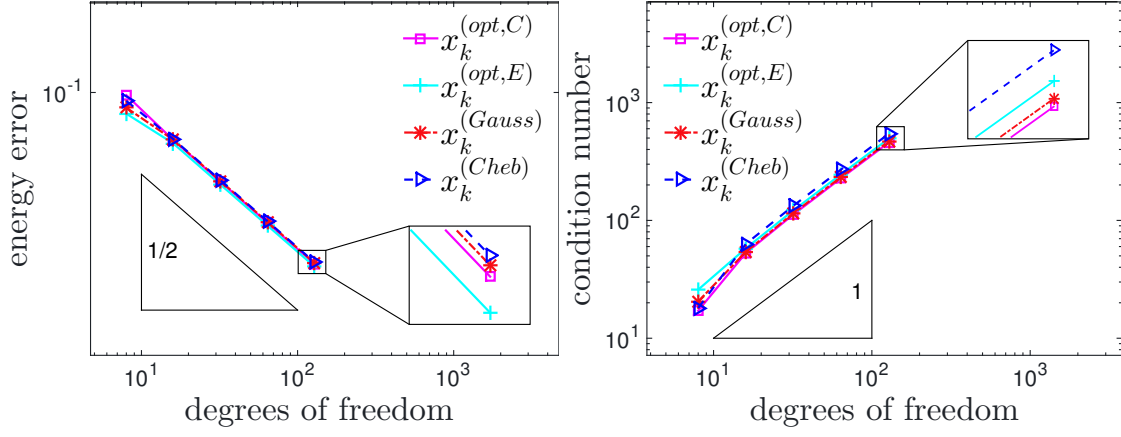 energy error
10^-1
x_k^(opt,C)
x_k^(opt,E)
x_k^(Gauss)
x_k^(Cheb)
1/2
10^1
10^2
10^3
degrees of freedom
condition number
10^3
10^2
10^1
x_k^(opt,C)
x_k^(opt,E)
x_k^(Gauss)
x_k^(Cheb)
1
10^1
10^2
10^3
degrees of freedom